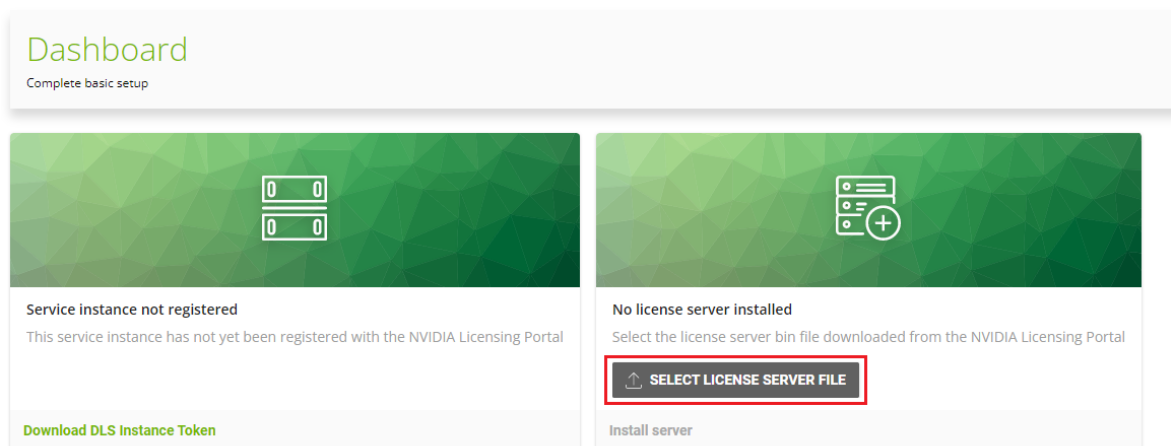 Dashboard
Complete basic setup
Service instance not registered
This service instance has not yet been registered with the NVIDIA Licensing Portal
Download DLS Instance Token
No license server installed
Select the license server bin file downloaded from the NVIDIA Licensing Portal
SELECT LICENSE SERVER FILE
Install server